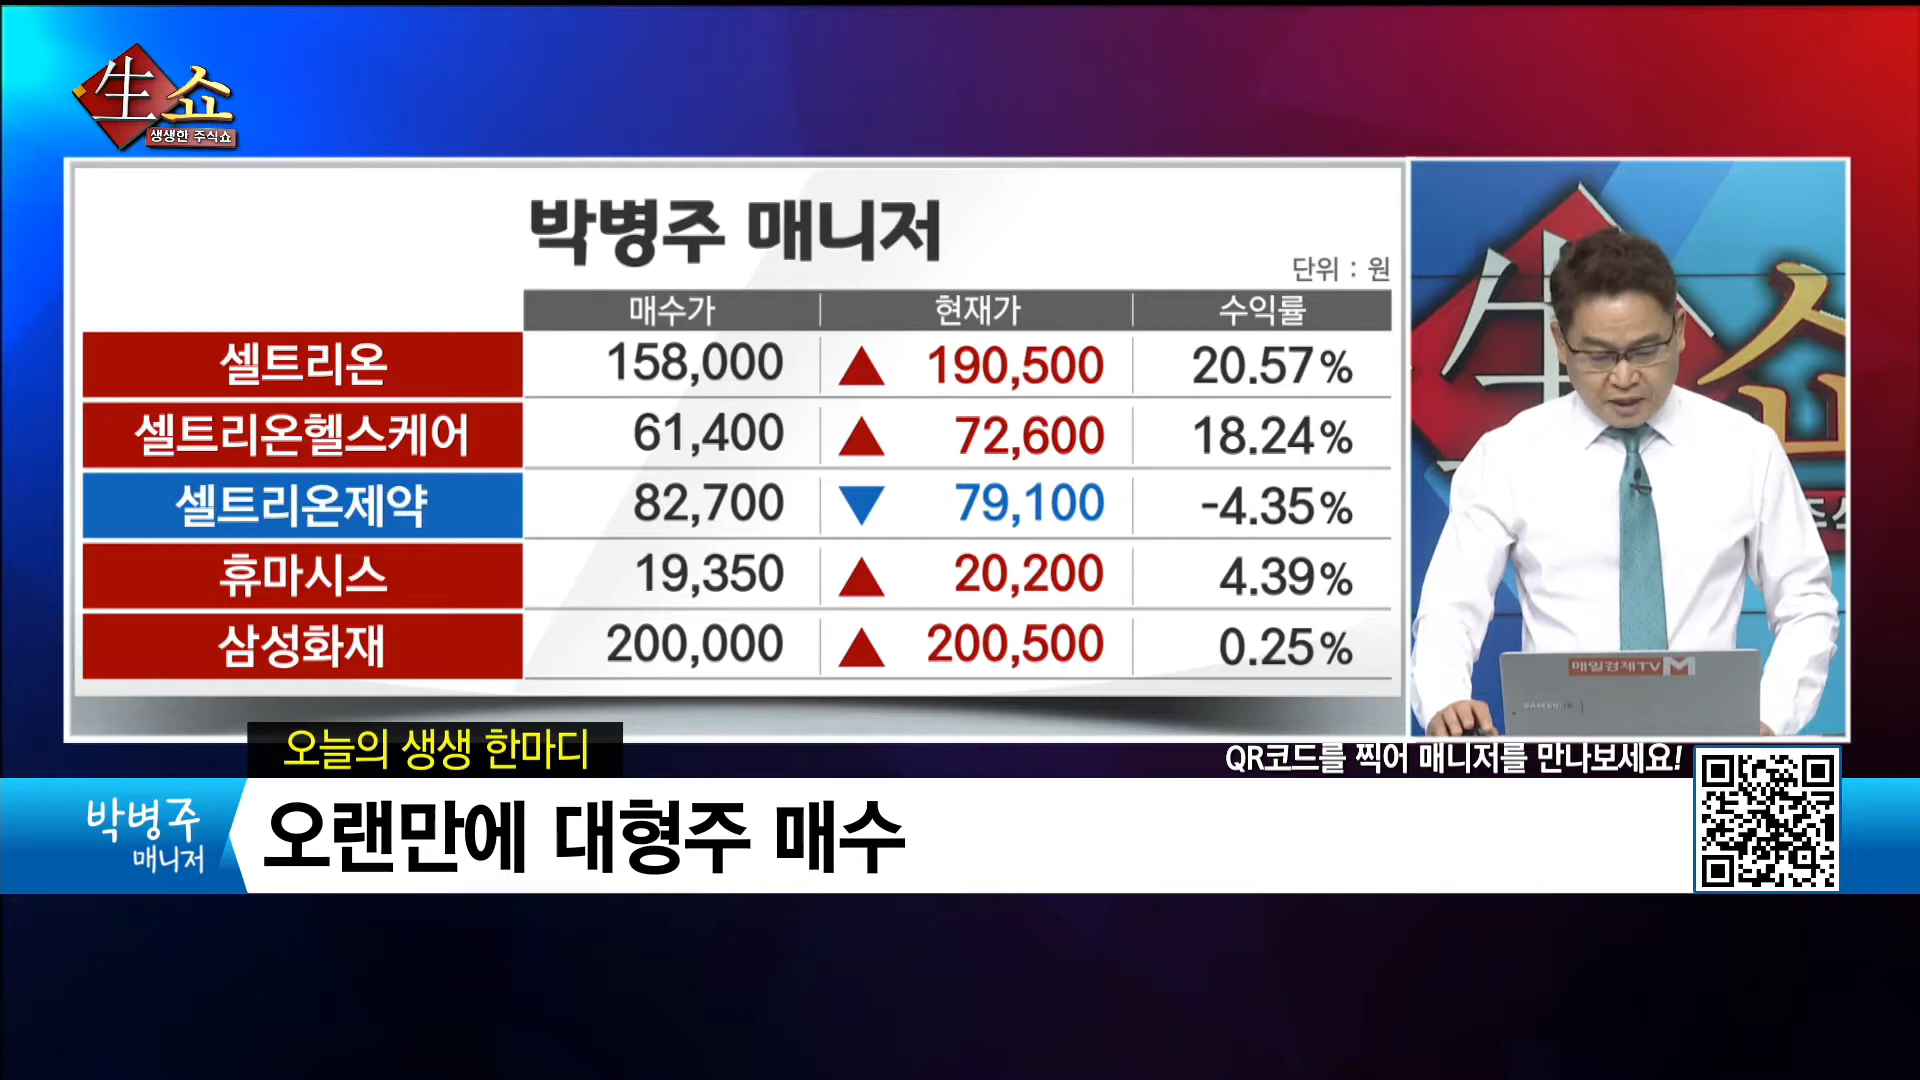 生쇼
생생한 주식쇼
박병주 매니저
단위 : 원
매수가 현재가 수익률
셀트리온 158,000 ▲ 190,500 20.57%
셀트리온헬스케어 61,400 ▲ 72,600 18.24%
셀트리온제약 82,700 ▼ 79,100 -4.35%
휴마시스 19,350 ▲ 20,200 4.39%
삼성화재 200,000 ▲ 200,500 0.25%
生쇼
매일경제TV M
SAMSUNG
오늘의 생생 한마디
QR코드를 찍어 매니저를 만나보세요!
박병주
매니저
오랜만에 대형주 매수